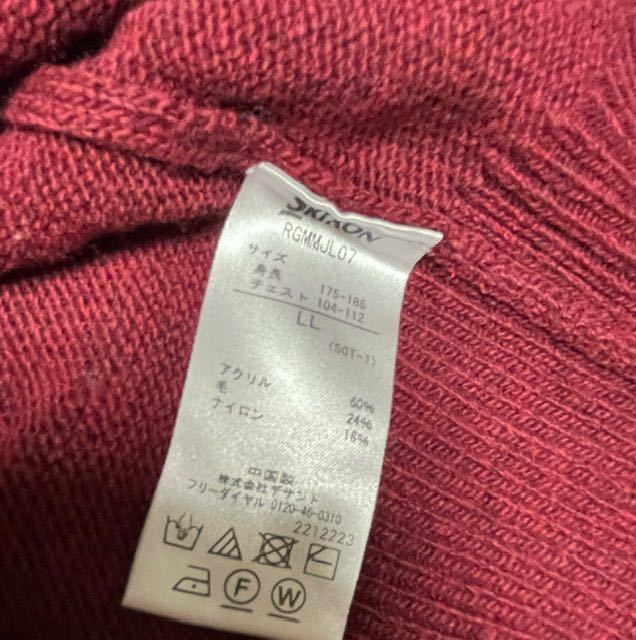 SRIXON
RGMMJL07
サイズ
身長 175-185
チェスト 104-112
LL
(SOT-1)
アクリル 60%
毛 24%
ナイロン 16%
中国製
株式会社デサント
フリーダイヤル 0120-46-0310
2212223
F W